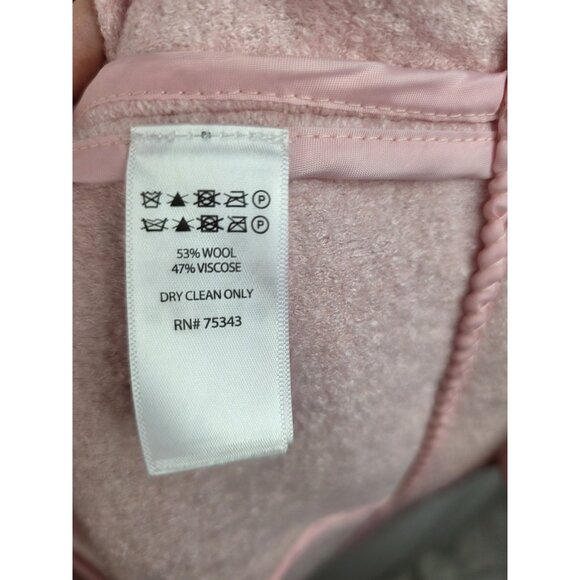 P
P
53% WOOL
47% VISCOSE
DRY CLEAN ONLY
RN# 75343